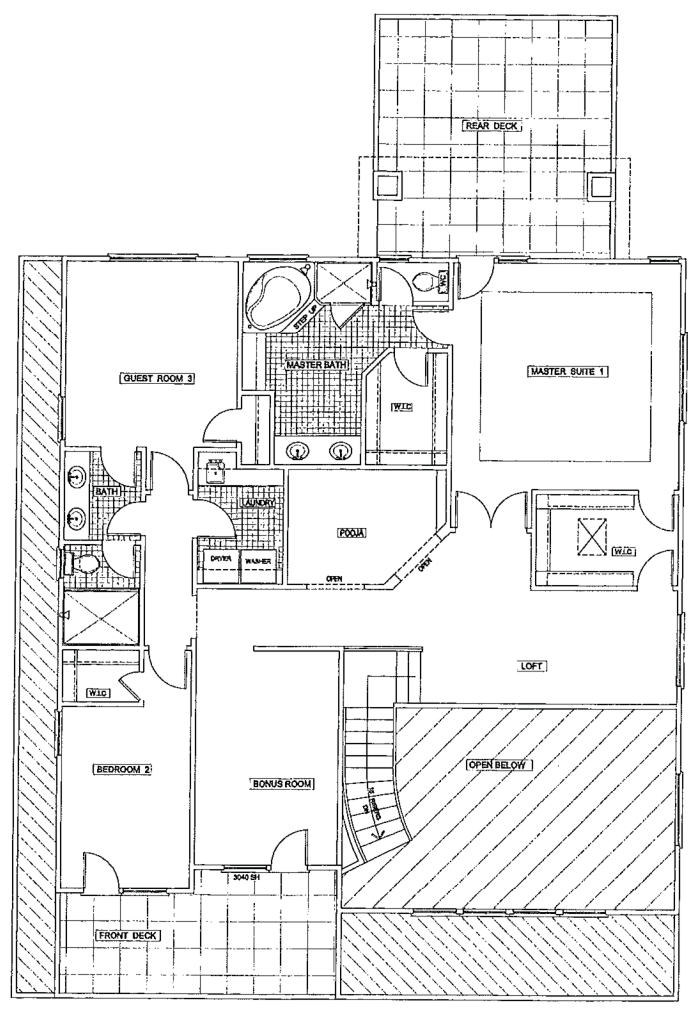 REAR DECK
WC
STEP UP
MASTER BATH
GUEST ROOM 3
MASTER SUITE 1
W.I.C
BATH
LAUNDRY
POOJA
DRYER
WASHER
OPEN
OPEN
W.I.C
LOFT
W.I.C
BEDROOM 2
BONUS ROOM
OPEN BELOW
3040 SH
FRONT DECK